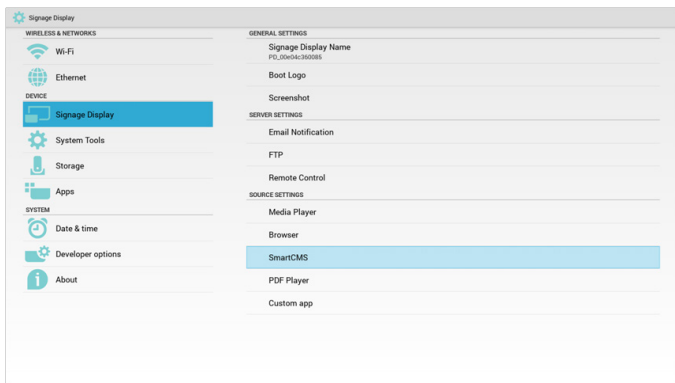 Signage Display
WIRELESS & NETWORKS
Wi-Fi
Ethernet
DEVICE
Signage Display
System Tools
Storage
Apps
SYSTEM
Date & time
Developer options
About
GENERAL SETTINGS
Signage Display Name
PD_00e04c360085
Boot Logo
Screenshot
SERVER SETTINGS
Email Notification
FTP
Remote Control
SOURCE SETTINGS
Media Player
Browser
SmartCMS
PDF Player
Custom app